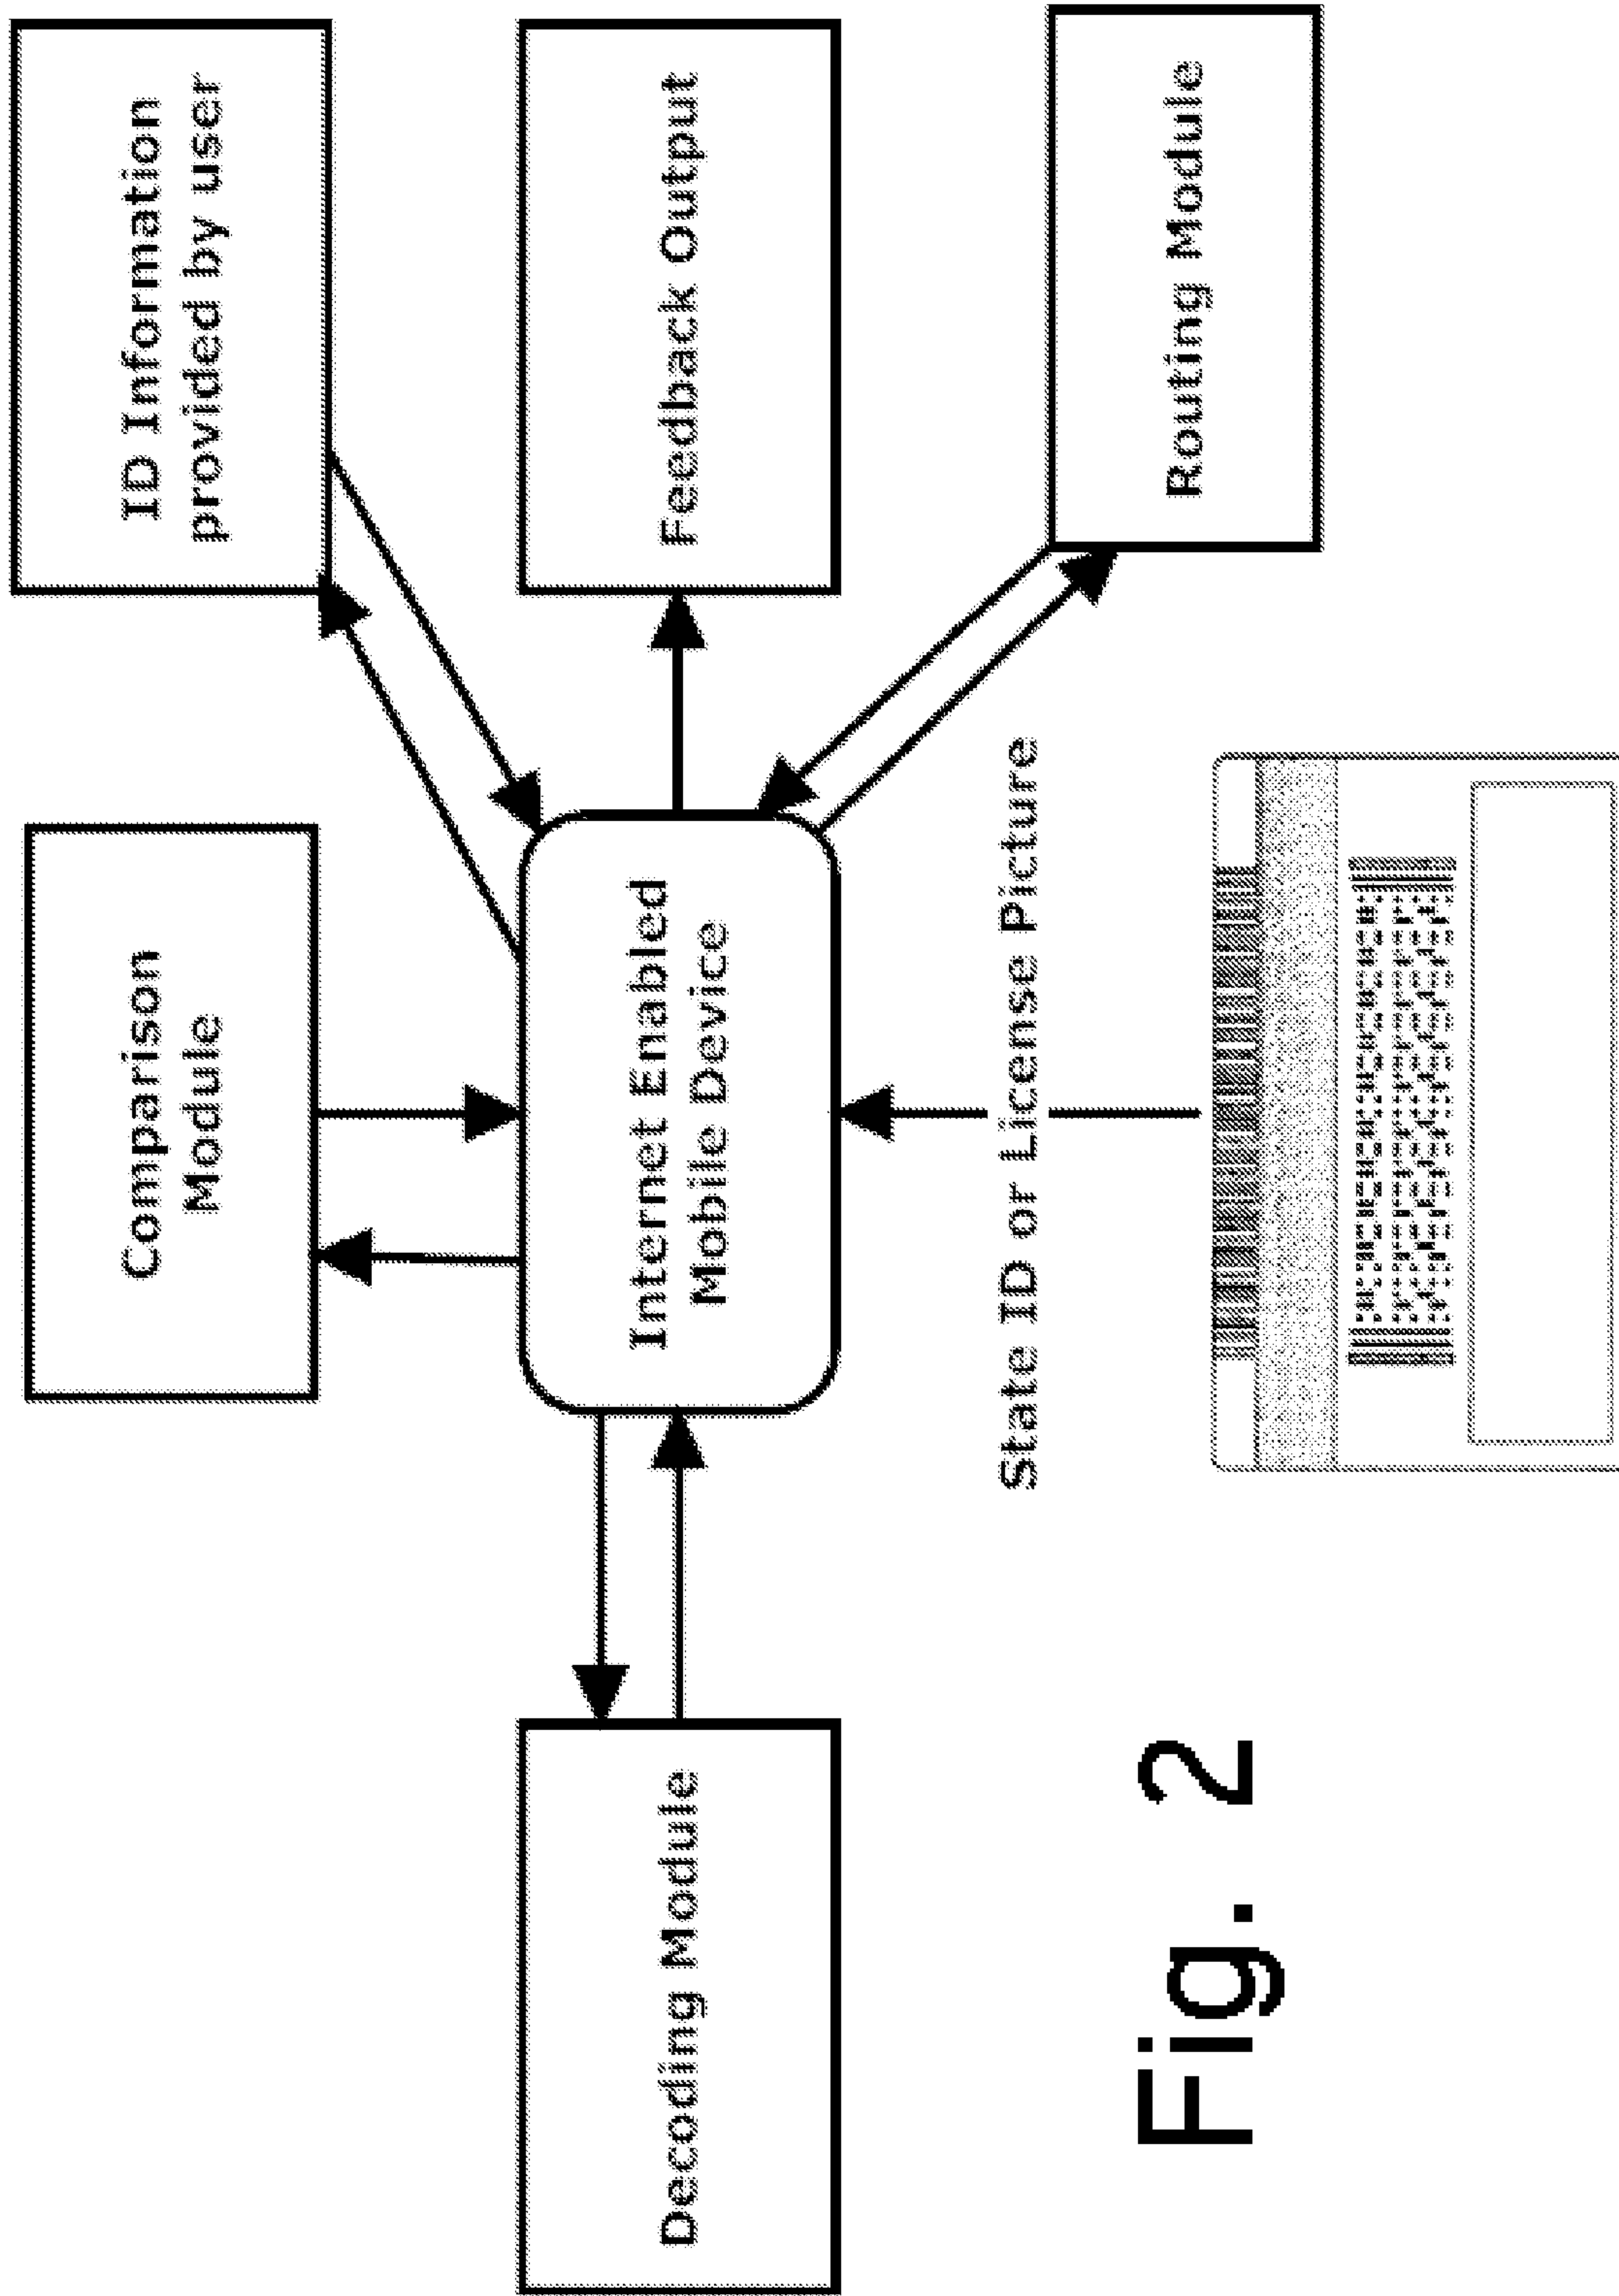 Comparison
Module
ID Information
provided by user
Decoding Module
Internet Enabled
Mobile Device
Feedback Output
State ID or License Picture
Routing Module
Fig. 2